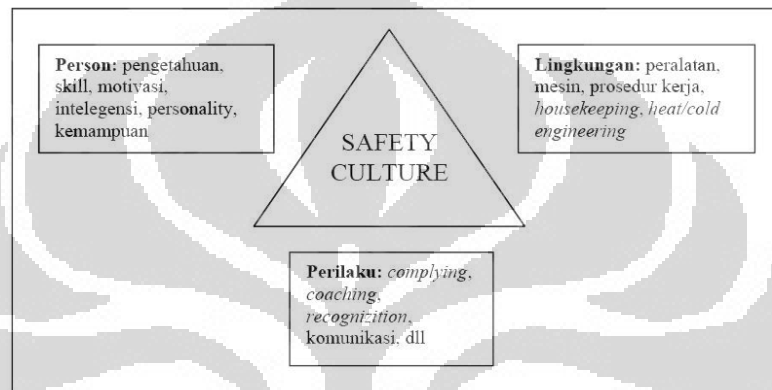 Person: pengetahuan,
skill, motivasi,
intelegensi, personality,
kemampuan
Lingkungan: peralatan,
mesin, prosedur kerja,
housekeeping, heat/cold
engineering
SAFETY
CULTURE
Perilaku: complying,
coaching,
recognizition,
komunikasi, dll